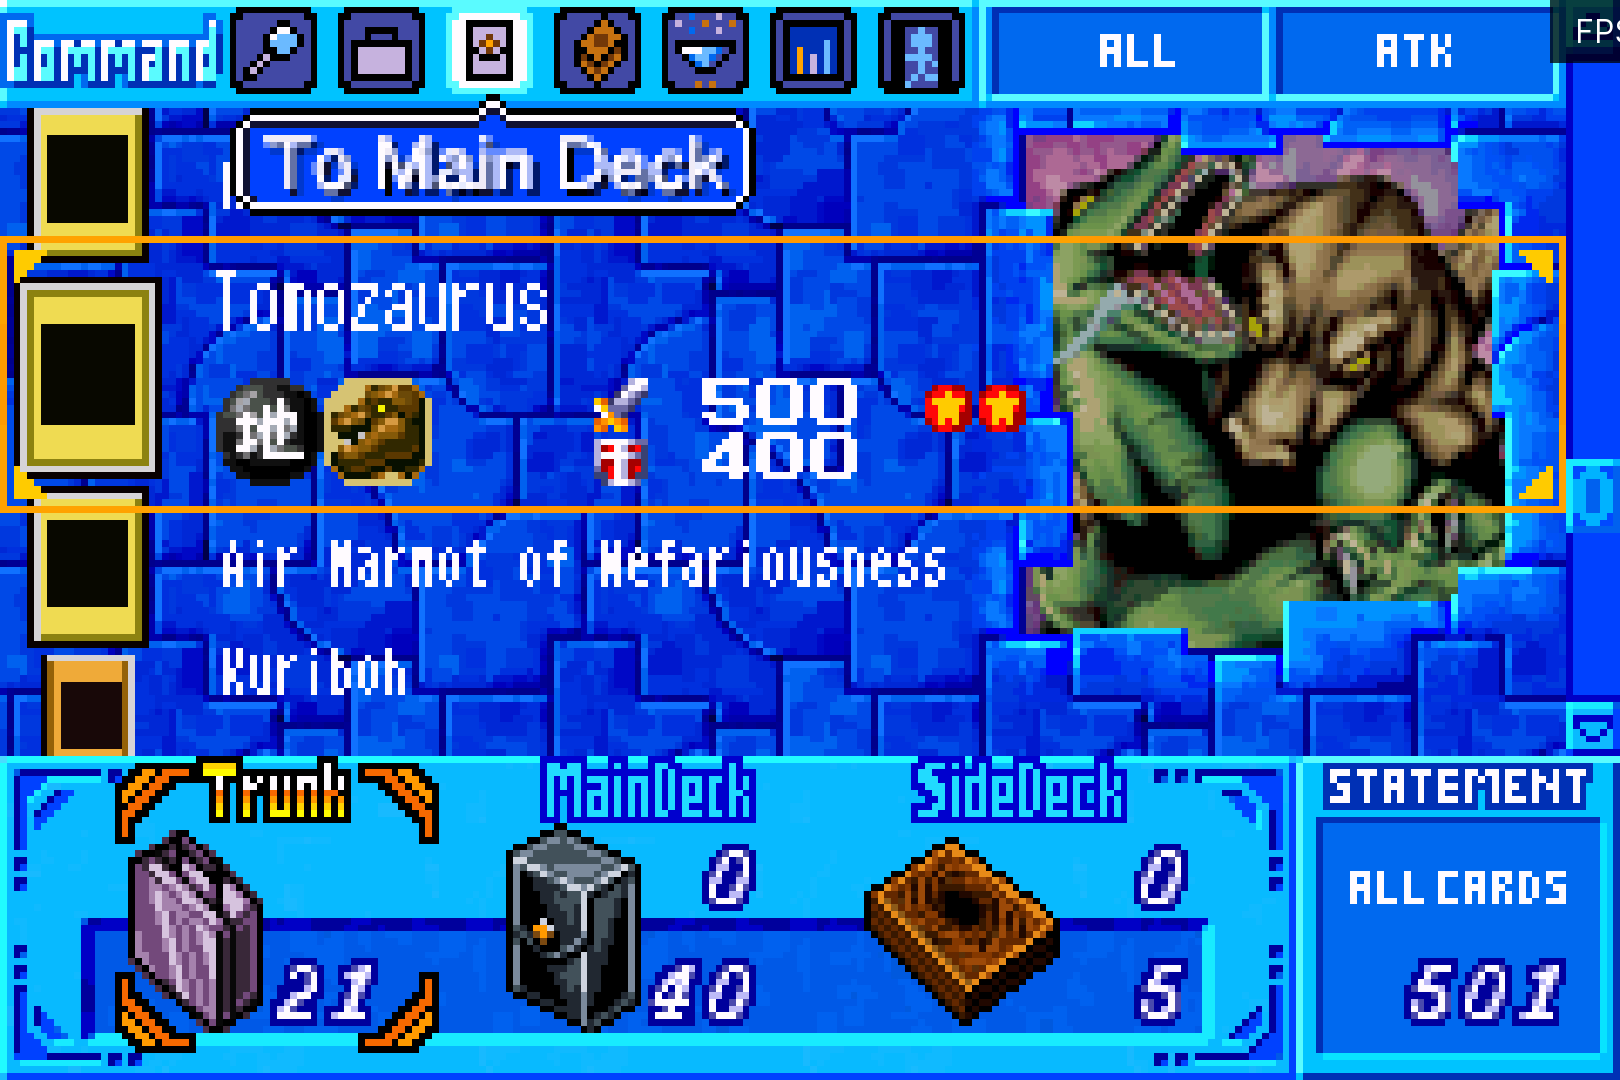 Command
ALL
ATK
FPS
To Main Deck
Tomozaurus
地
500
400
Air Marmot of Nefariousness
Kuriboh
Trunk
MainDeck
SideDeck
STATEMENT
0
0
ALL CARDS
21
40
5
501